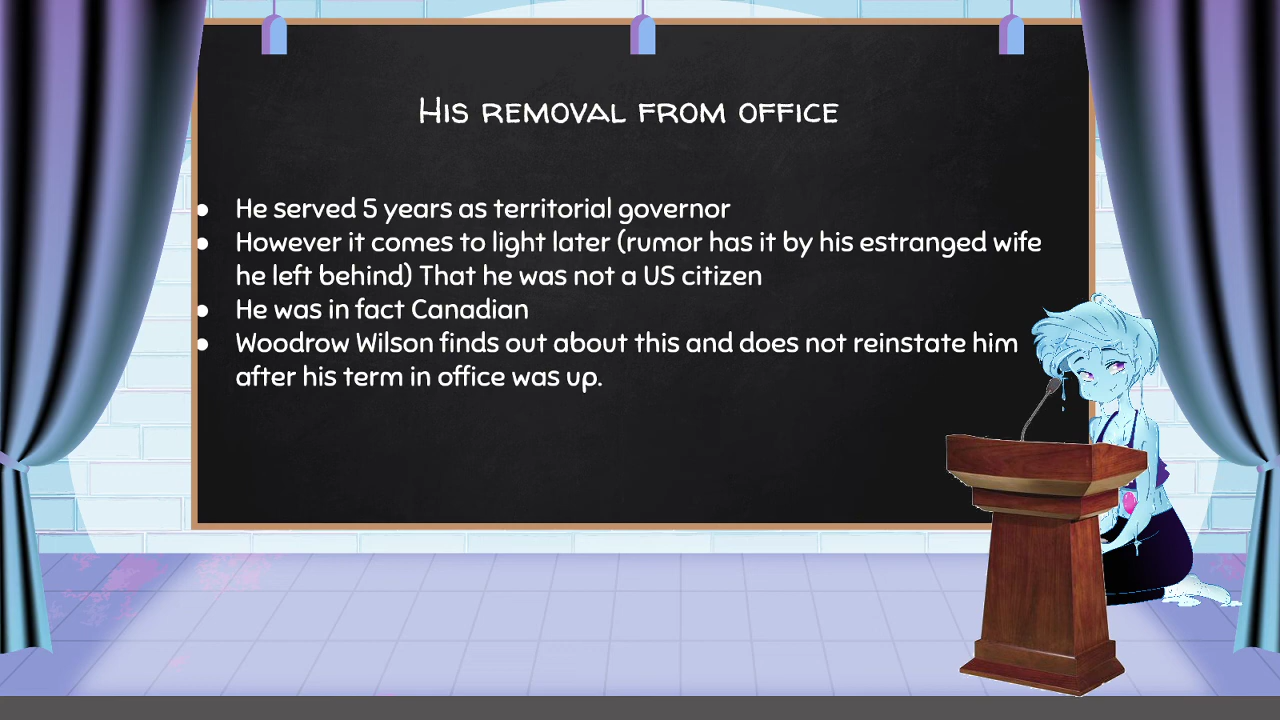 His removal from office
● He served 5 years as territorial governor
● However it comes to light later (rumor has it by his estranged wife
he left behind) That he was not a US citizen
● He was in fact Canadian
● Woodrow Wilson finds out about this and does not reinstate him
after his term in office was up.